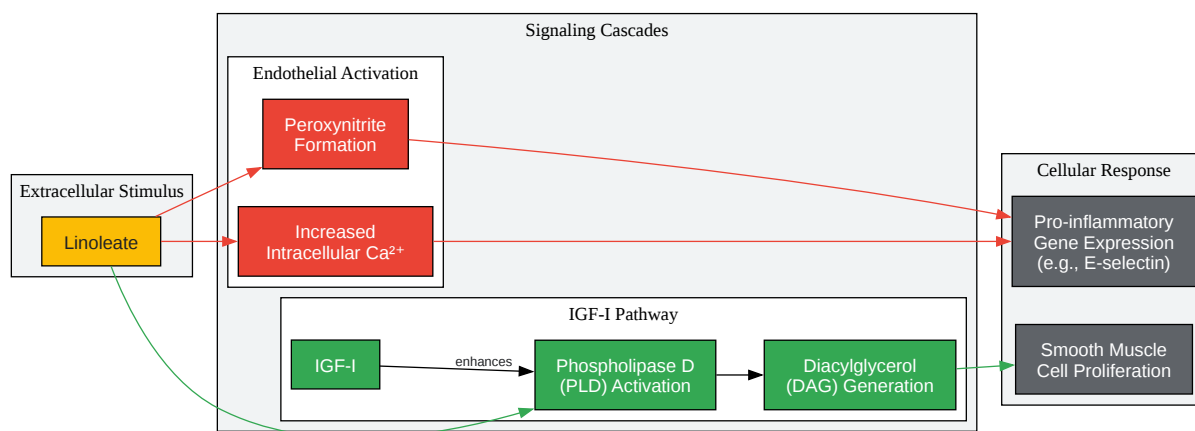 Signaling Cascades
Endothelial Activation
Peroxynitrite
Formation
Extracellular Stimulus
Linoleate
Increased
Intracellular Ca²⁺
Cellular Response
Pro-inflammatory
Gene Expression
(e.g., E-selectin)
IGF-I Pathway
IGF-I
enhances
Phospholipase D
(PLD) Activation
Diacylglycerol
(DAG) Generation
Smooth Muscle
Cell Proliferation